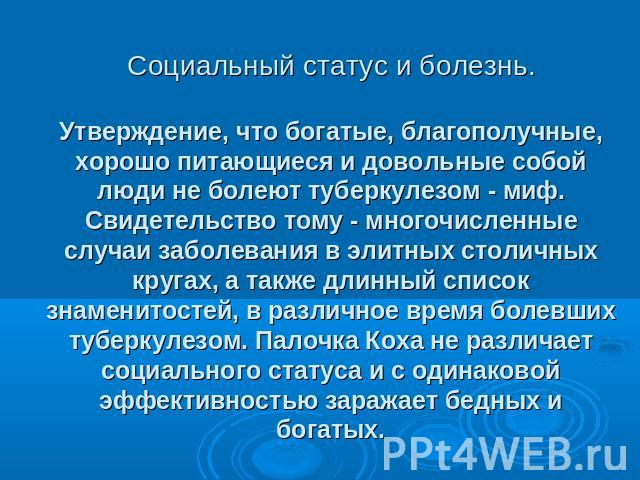 Социальный статус и болезнь.
Утверждение, что богатые, благополучные,
хорошо питающиеся и довольные собой
люди не болеют туберкулезом - миф.
Свидетельство тому - многочисленные
случаи заболевания в элитных столичных
кругах, а также длинный список
знаменитостей, в различное время болевших
туберкулезом. Палочка Коха не различает
социального статуса и с одинаковой
эффективностью заражает бедных и
богатых.
PPt4WEB.ru